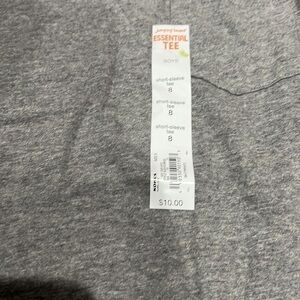 jumping beans
ESSENTIAL
TEE
BOYS
short-sleeve
tee
8
short-sleeve
tee
8
short-sleeve
tee
8
KOHL'S
$10.00